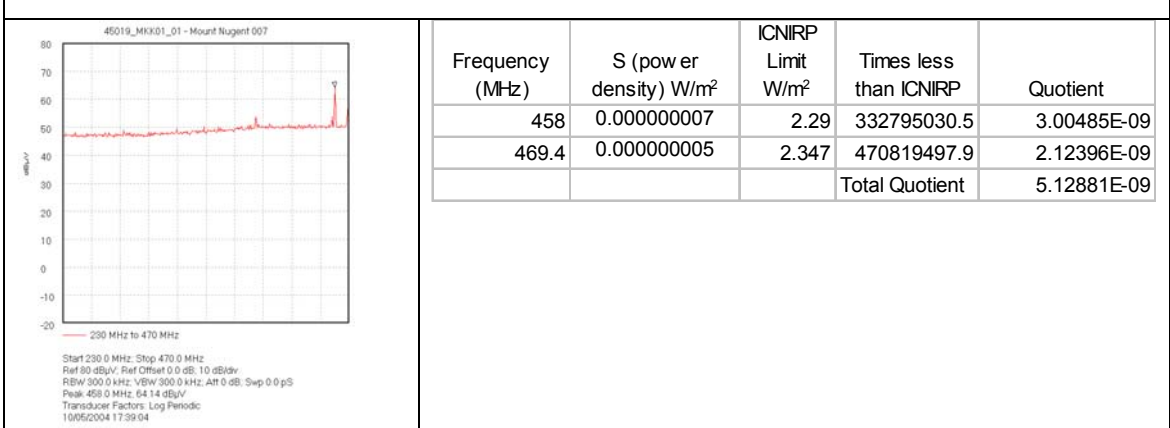 45019_MKK01_01 - Mount Nugent 007
80
70
60
50
40
30
20
10
0
-10
-20
dBµV
230 MHz to 470 MHz
Start 230.0 MHz; Stop 470.0 MHz
Ref 80 dBµV; Ref Offset 0.0 dB; 10 dB/div
RBW 300.0 kHz; VBW 300.0 kHz; Att 0 dB; Swp 0.0 pS
Peak 458.0 MHz, 64.14 dBµV
Transducer Factors: Log Periodic
10/05/2004 17:39:04
Frequency (MHz) S (power density) W/m² ICNIRP Limit W/m² Times less than ICNIRP Quotient
458 0.000000007 2.29 332795030.5 3.00485E-09
469.4 0.000000005 2.347 470819497.9 2.12396E-09
Total Quotient 5.12881E-09